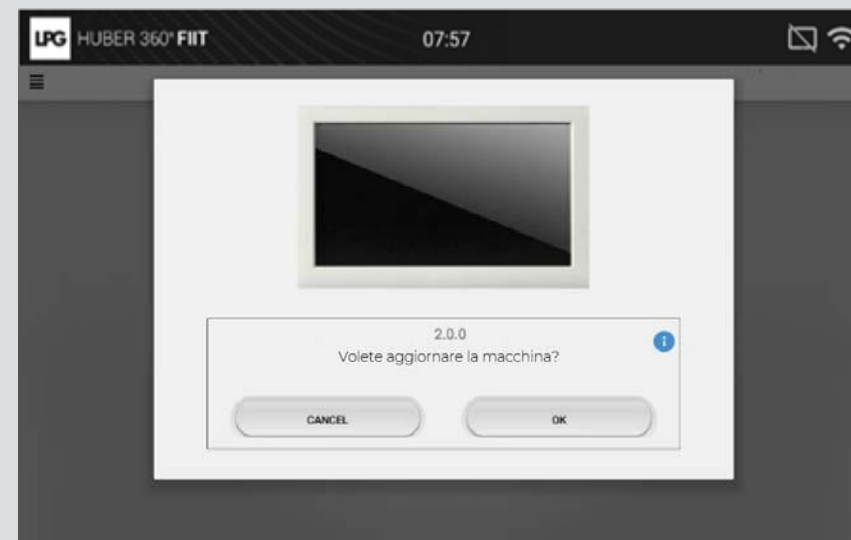 LPG HUBER 360° FIIT 07:57
2.0.0
Volete aggiornare la macchina?
CANCEL OK